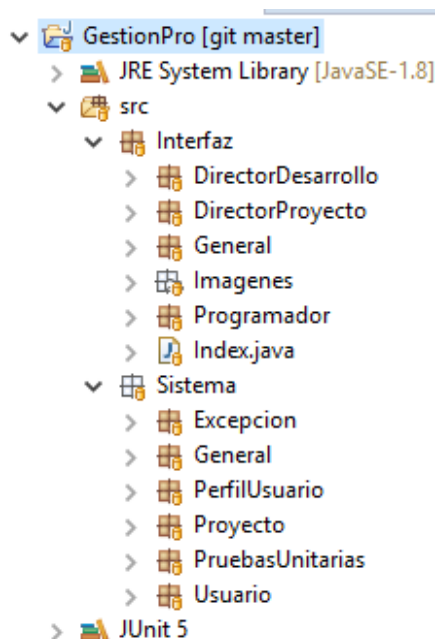 GestionPro [git master]
JRE System Library [JavaSE-1.8]
src
Interfaz
DirectorDesarrollo
DirectorProyecto
General
Imagenes
Programador
Index.java
Sistema
Excepcion
General
PerfilUsuario
Proyecto
PruebasUnitarias
Usuario
JUnit 5